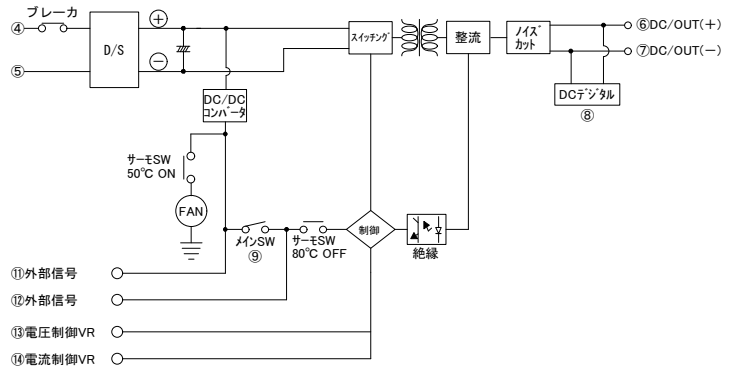 ブレーカ
④
⑤
D/S
+
−
DC/DC
コンバータ
スイッチング
整流
ノイズ
カット
⑥DC/OUT(+)
⑦DC/OUT(−)
DCデジタル
⑧
サーモSW
50℃ ON
FAN
メインSW
⑨
サーモSW
80℃ OFF
制御
絶縁
⑪外部信号
⑫外部信号
⑬電圧制御VR
⑭電流制御VR